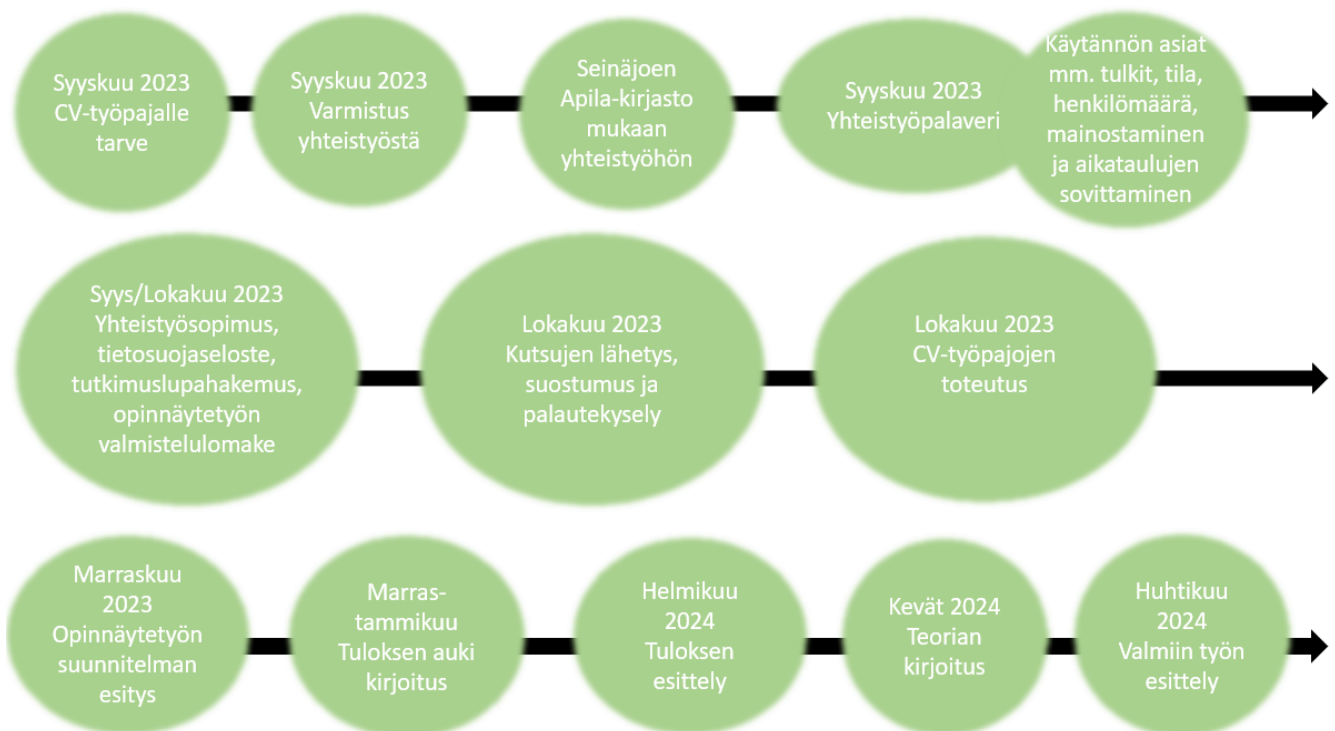 Syyskuu 2023
CV-työpajalle
tarve
Syyskuu 2023
Varmistus
yhteistyöstä
Seinäjoen
Apila-kirjasto
mukaan
yhteistyöhön
Syyskuu 2023
Yhteistyöpalaveri
Käytännön asiat
mm. tulkit, tila,
henkilömäärä,
mainostaminen
ja aikataulujen
sovittaminen
Syys/Lokakuu 2023
Yhteistyösopimus,
tietosuojaseloste,
tutkimuslupahakemus,
opinnäytetyön
valmistelulomake
Lokakuu 2023
Kutsujen lähetys,
suostumus ja
palautekysely
Lokakuu 2023
CV-työpajojen
toteutus
Marraskuu
2023
Opinnäytetyön
suunnitelman
esitys
Marras-
tammikuu
Tuloksen auki
kirjoitus
Helmikuu
2024
Tuloksen
esittely
Kevät 2024
Teorian
kirjoitus
Huhtikuu
2024
Valmiin työn
esittely